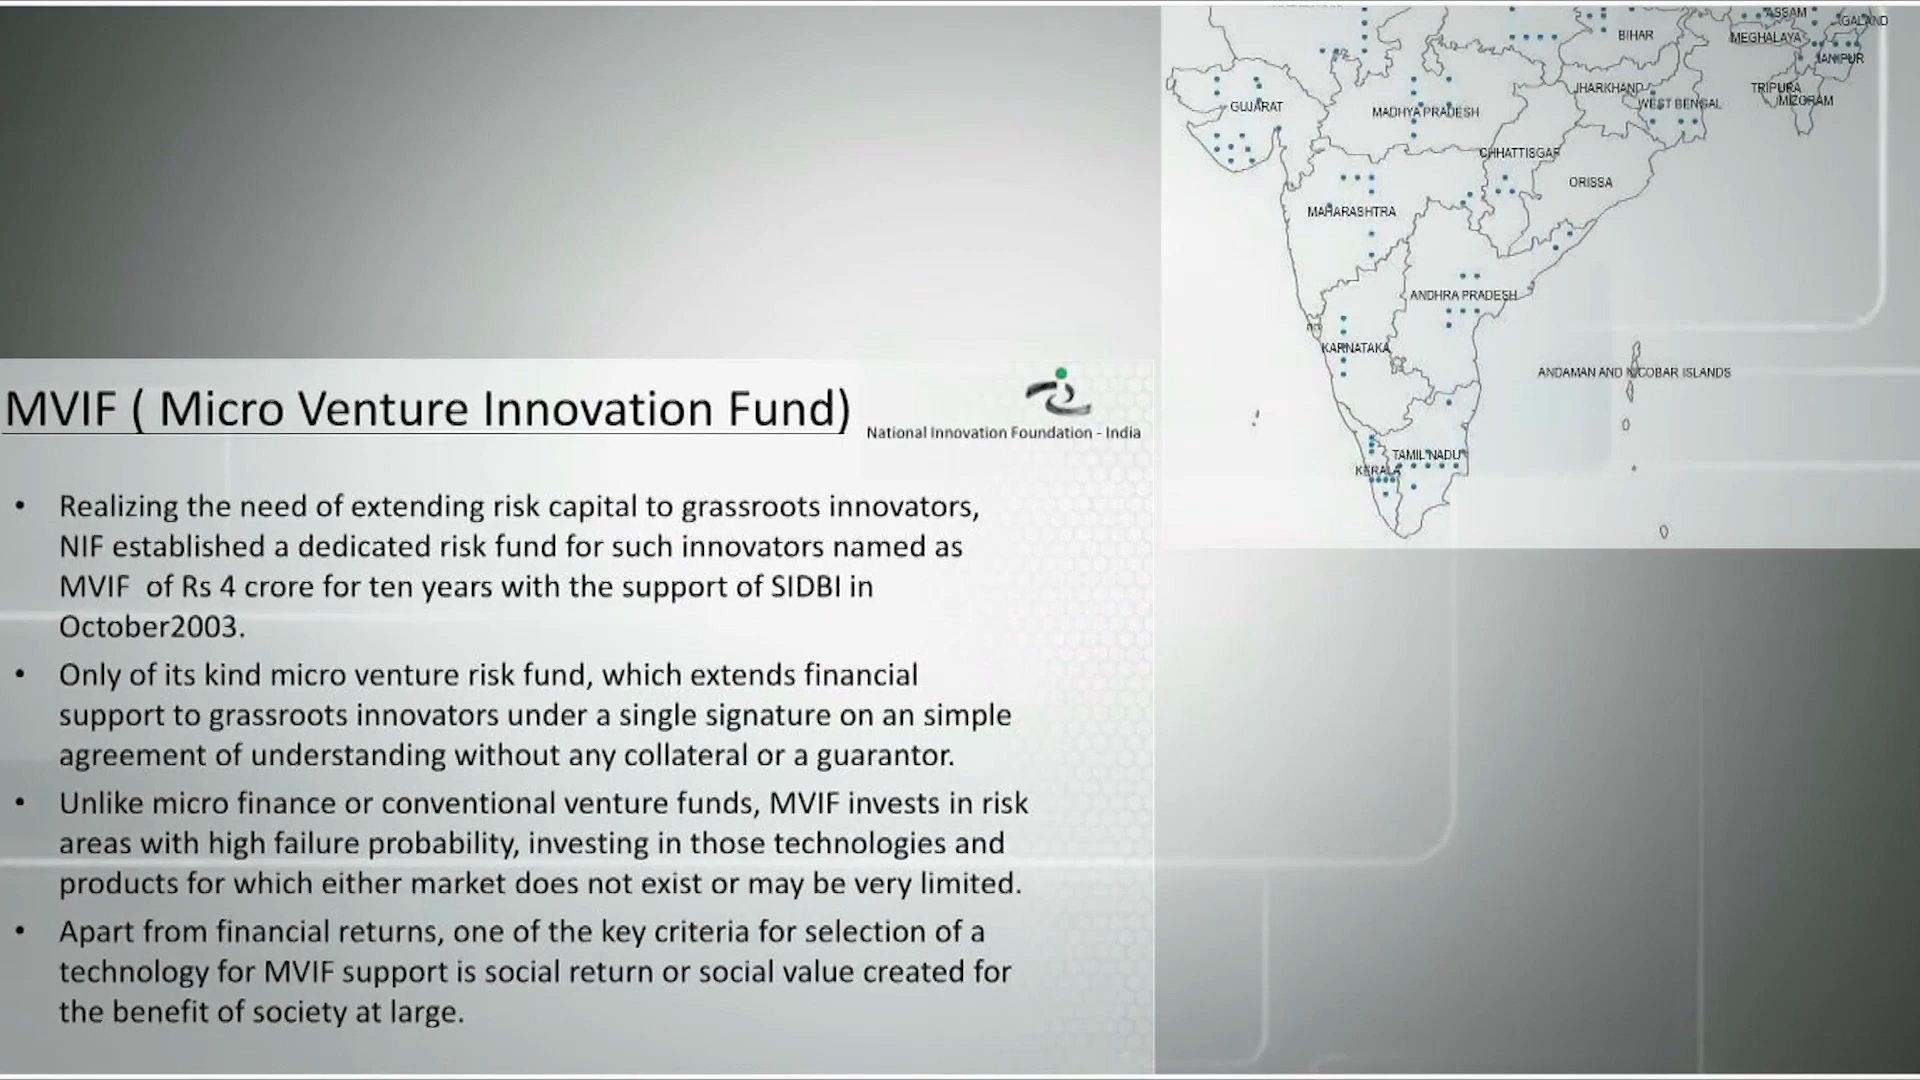 MVIF ( Micro Venture Innovation Fund)
National Innovation Foundation - India
• Realizing the need of extending risk capital to grassroots innovators,
NIF established a dedicated risk fund for such innovators named as
MVIF of Rs 4 crore for ten years with the support of SIDBI in
October2003.
• Only of its kind micro venture risk fund, which extends financial
support to grassroots innovators under a single signature on an simple
agreement of understanding without any collateral or a guarantor.
• Unlike micro finance or conventional venture funds, MVIF invests in risk
areas with high failure probability, investing in those technologies and
products for which either market does not exist or may be very limited.
• Apart from financial returns, one of the key criteria for selection of a
technology for MVIF support is social return or social value created for
the benefit of society at large.
ASSAM
GALAND
BIHAR
MEGHALAYA
ANIPUR
GUJARAT
MADHYA PRADESH
JHARKHAND
WEST BENGAL
TRIPURA
MIZORAM
CHHATTISGAR
ORISSA
MAHARASHTRA
ANDHRA PRADESH
KARNATAKA
ANDAMAN AND NICOBAR ISLANDS
TAMIL NADU
KERALA